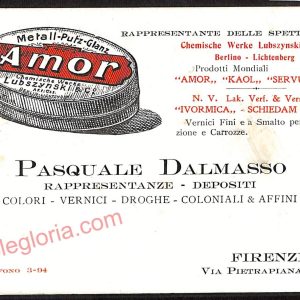 Metall-Putz-Glanz
Amor
Chemische Werke
Lubszynski & Co
RAPPRESENTANTE DELLE SPETT
Chemische Werke Lubszynski
Berlino - Lichtenberg
Prodotti Mondiali
"AMOR,, "KAOL,, "SERVU
N. V. Lak. Verf. & Ver
"IVORMICA,, - SCHIEDAM
Vernici Fini e a Smalto per
zione e Carrozze.
PASQUALE DALMASSO
RAPPRESENTANZE - DEPOSITI
COLORI - VERNICI - DROGHE - COLONIALI & AFFINI
legloria.com
FONO 3-94
FIRENZ
VIA PIETRAPIANA